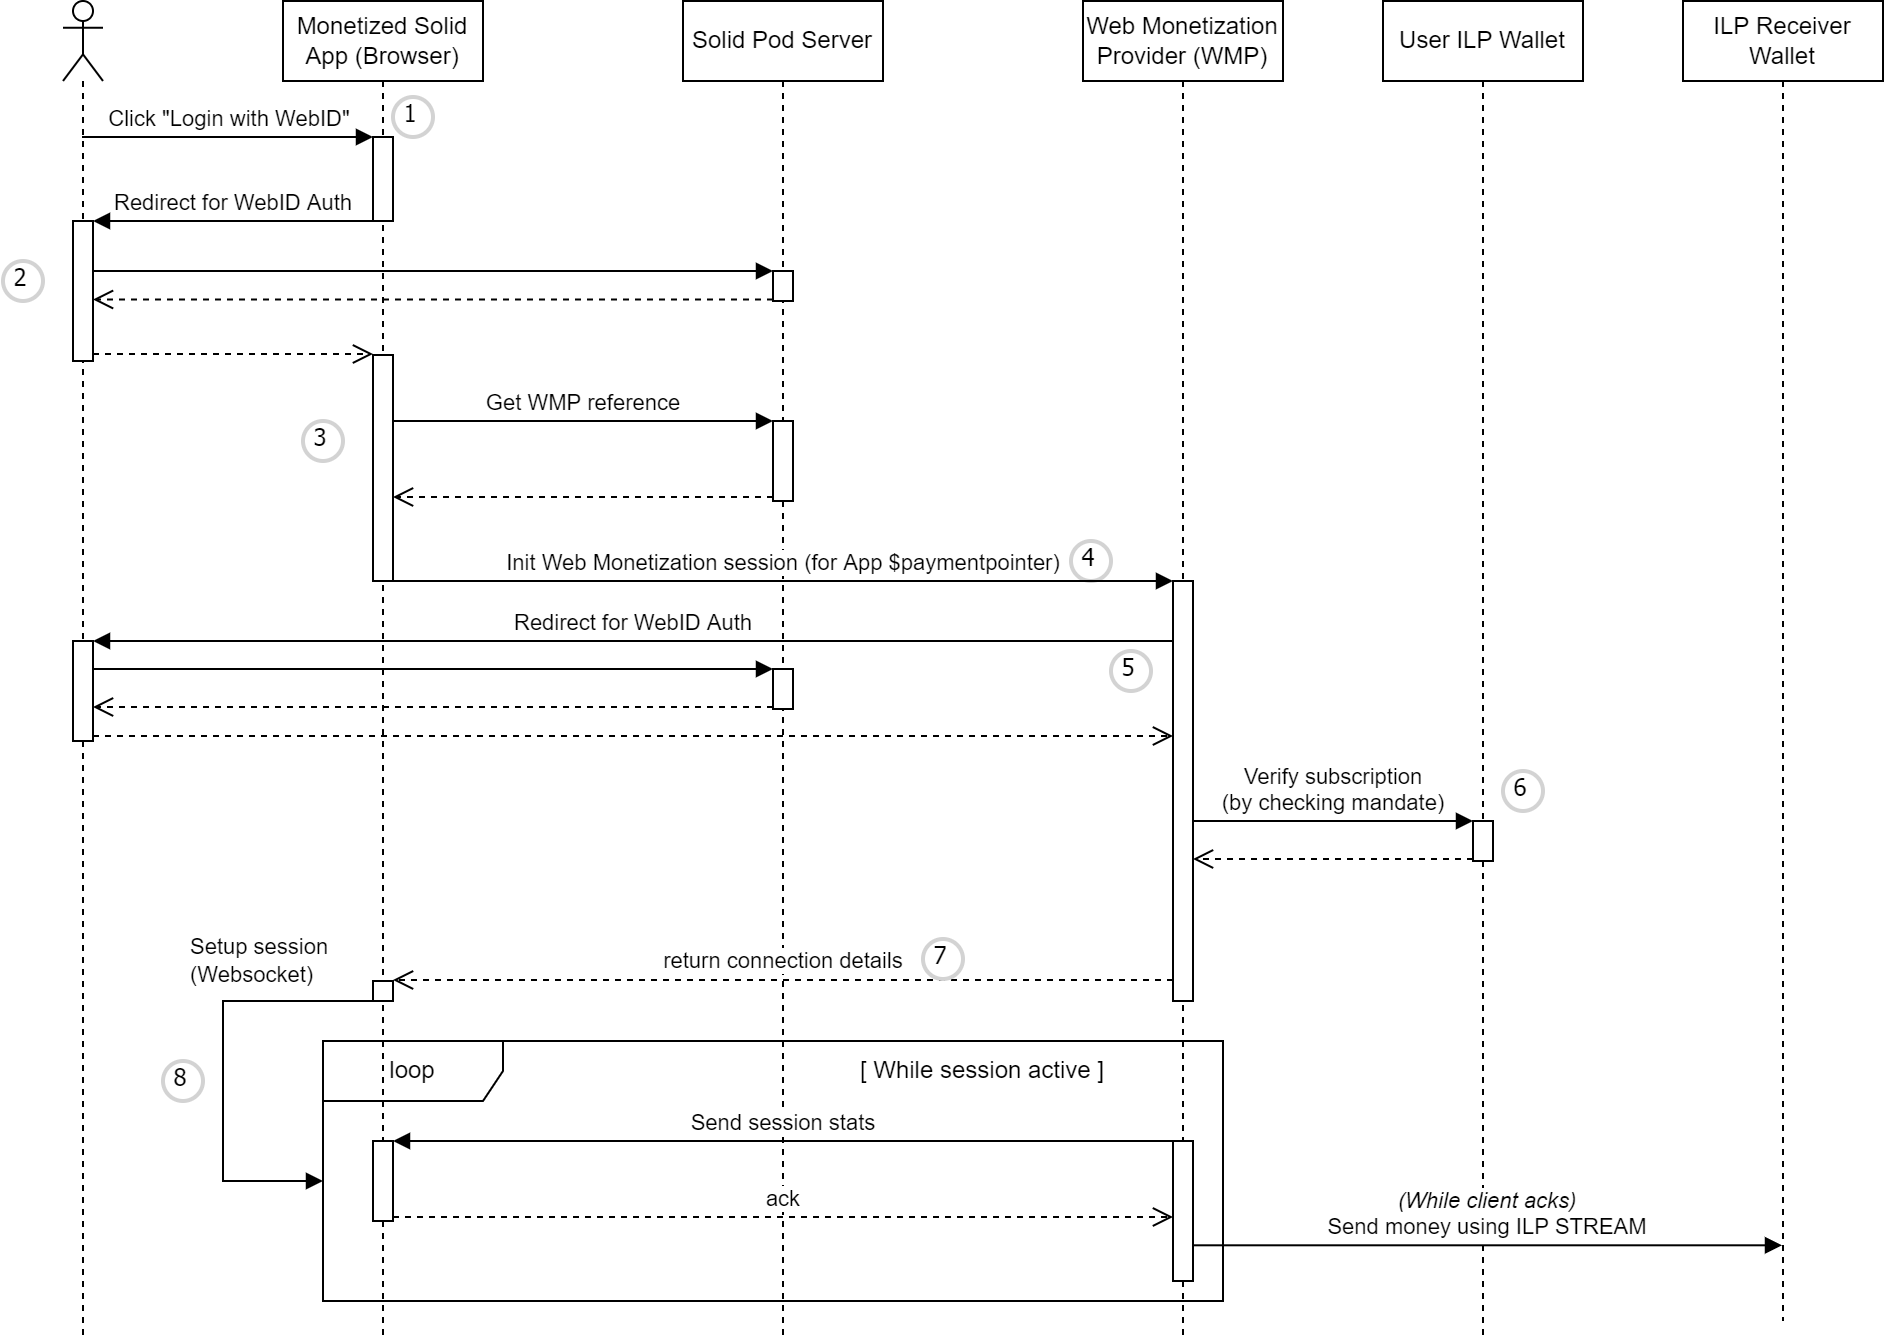 Monetized Solid
App (Browser)
Solid Pod Server
Web Monetization
Provider (WMP)
User ILP Wallet
ILP Receiver
Wallet
Click "Login with WebID"
1
Redirect for WebID Auth
2
Get WMP reference
3
Init Web Monetization session (for App $paymentpointer)
4
Redirect for WebID Auth
5
Verify subscription
(by checking mandate)
6
Setup session
(Websocket)
return connection details
7
loop
[ While session active ]
8
Send session stats
ack
(While client acks)
Send money using ILP STREAM